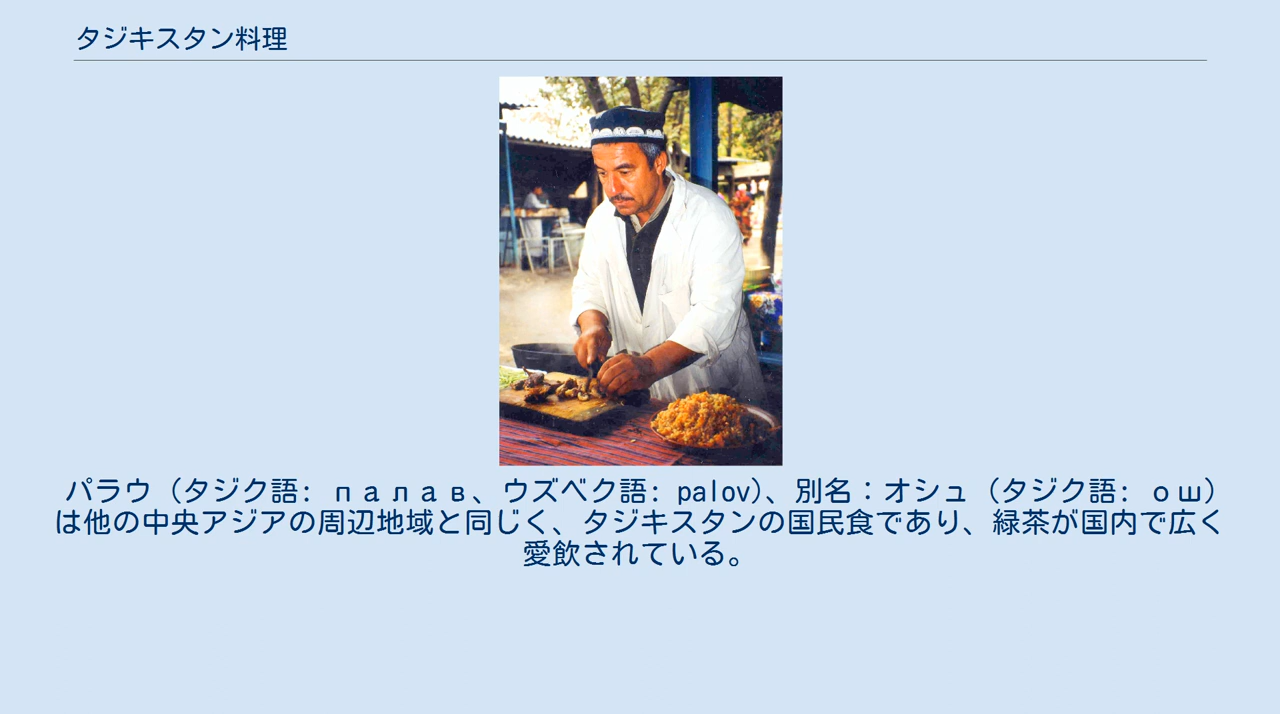 タジキスタン料理
パラウ（タジク語: палав、ウズベク語: palov)、別名：オシュ（タジク語: ош）
は他の中央アジアの周辺地域と同じく、タジキスタンの国民食であり、緑茶が国内で広く
愛飲されている。